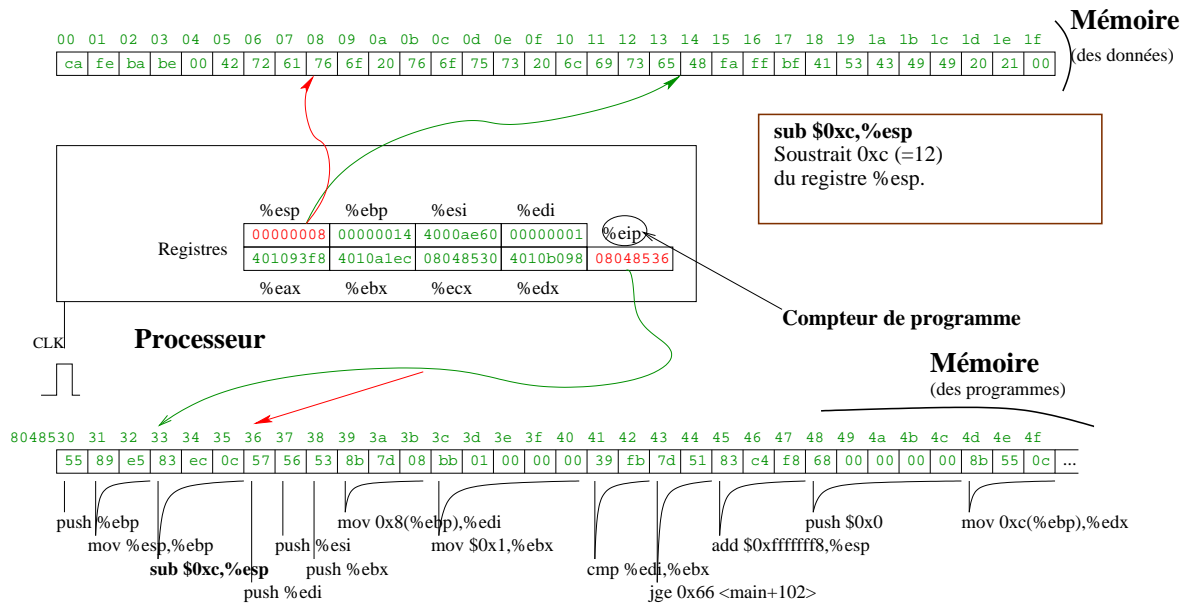 Mémoire
(des données)
00 01 02 03 04 05 06 07 08 09 0a 0b 0c 0d 0e 0f 10 11 12 13 14 15 16 17 18 19 1a 1b 1c 1d 1e 1f
ca fe ba be 00 42 72 61 76 6f 20 76 6f 75 73 20 6c 69 73 65 48 fa ff bf 41 53 43 49 49 20 21 00
sub $0xc,%esp
Soustrait 0xc (=12)
du registre %esp.
%esp %ebp %esi %edi
00000008 00000014 4000ae60 00000001 %eip
Registres
401093f8 4010a1ec 08048530 4010b098 08048536
%eax %ebx %ecx %edx
Compteur de programme
CLK
Processeur
Mémoire
(des programmes)
8048530 31 32 33 34 35 36 37 38 39 3a 3b 3c 3d 3e 3f 40 41 42 43 44 45 46 47 48 49 4a 4b 4c 4d 4e 4f
55 89 e5 83 ec 0c 57 56 53 8b 7d 08 bb 01 00 00 00 39 fb 7d 51 83 c4 f8 68 00 00 00 00 8b 55 0c ...
push %ebp
mov 0x8(%ebp),%edi
push $0x0
mov 0xc(%ebp),%edx
mov %esp,%ebp
push %esi
mov $0x1,%ebx
add $0xfffffff8,%esp
sub $0xc,%esp
push %ebx
cmp %edi,%ebx
push %edi
jge 0x66 <main+102>